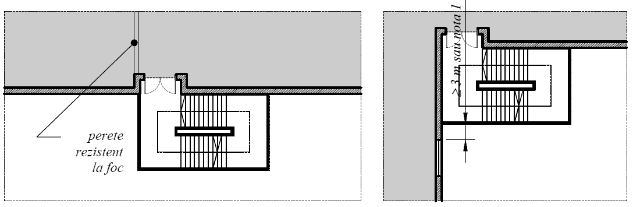 perete
rezistent
la foc
≥3 m sau nota 1